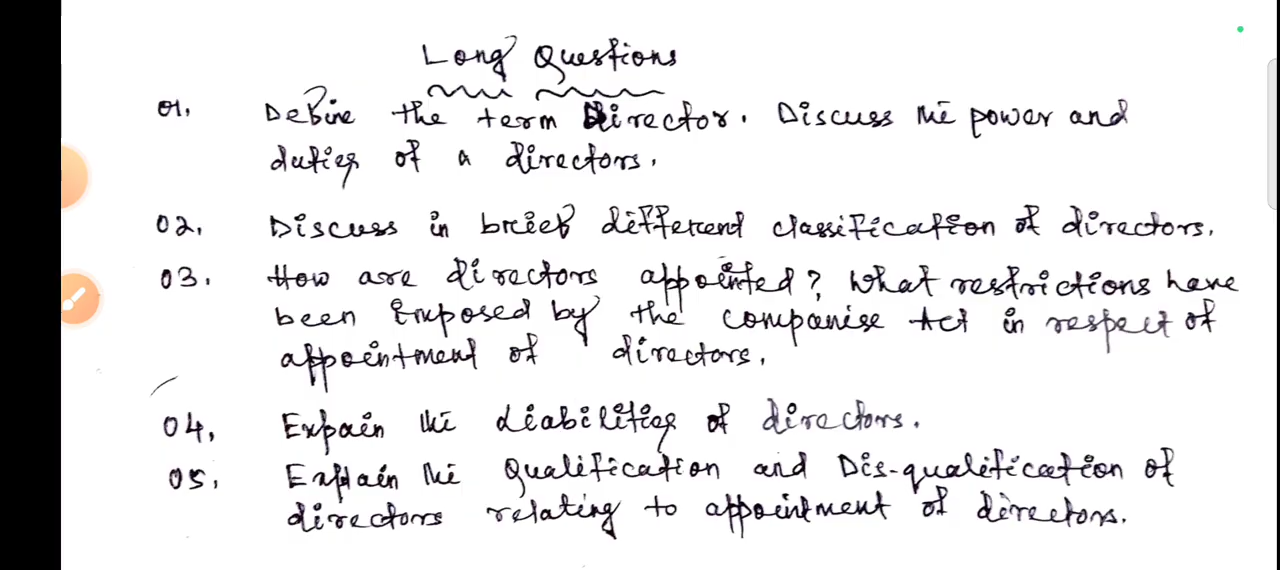 Long Questions
01. Define the term Director. Discuss the power and
duties of a directors.
02. Discuss in brief different classification of directors.
03. How are directors appointed? What restrictions have
been imposed by the companise Act in respect of
appointment of directors.
04. Expain the Liabilities of directors.
05. Explain the Qualification and Dis-qualification of
directors relating to appointment of directors.